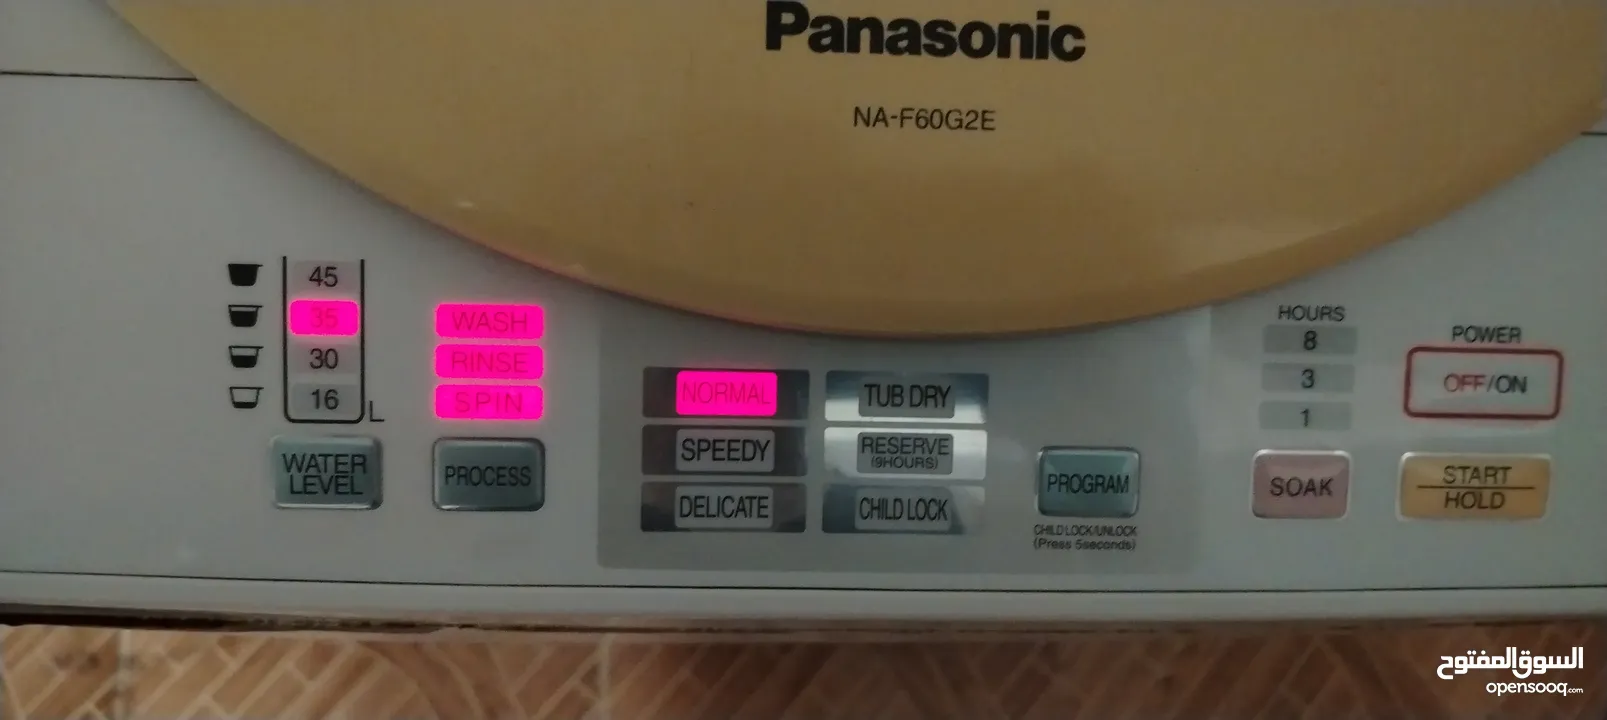 Panasonic
NA-F60G2E
45
35
30
16
L
WATER
LEVEL
WASH
RINSE
SPIN
PROCESS
NORMAL
SPEEDY
DELICATE
TUB DRY
RESERVE
(9HOURS)
CHILD LOCK
PROGRAM
CHILD LOCK/UNLOCK
(Press 5seconds)
HOURS
8
3
1
SOAK
POWER
OFF/ON
START
HOLD
السوق المفتوح
opensooq.com